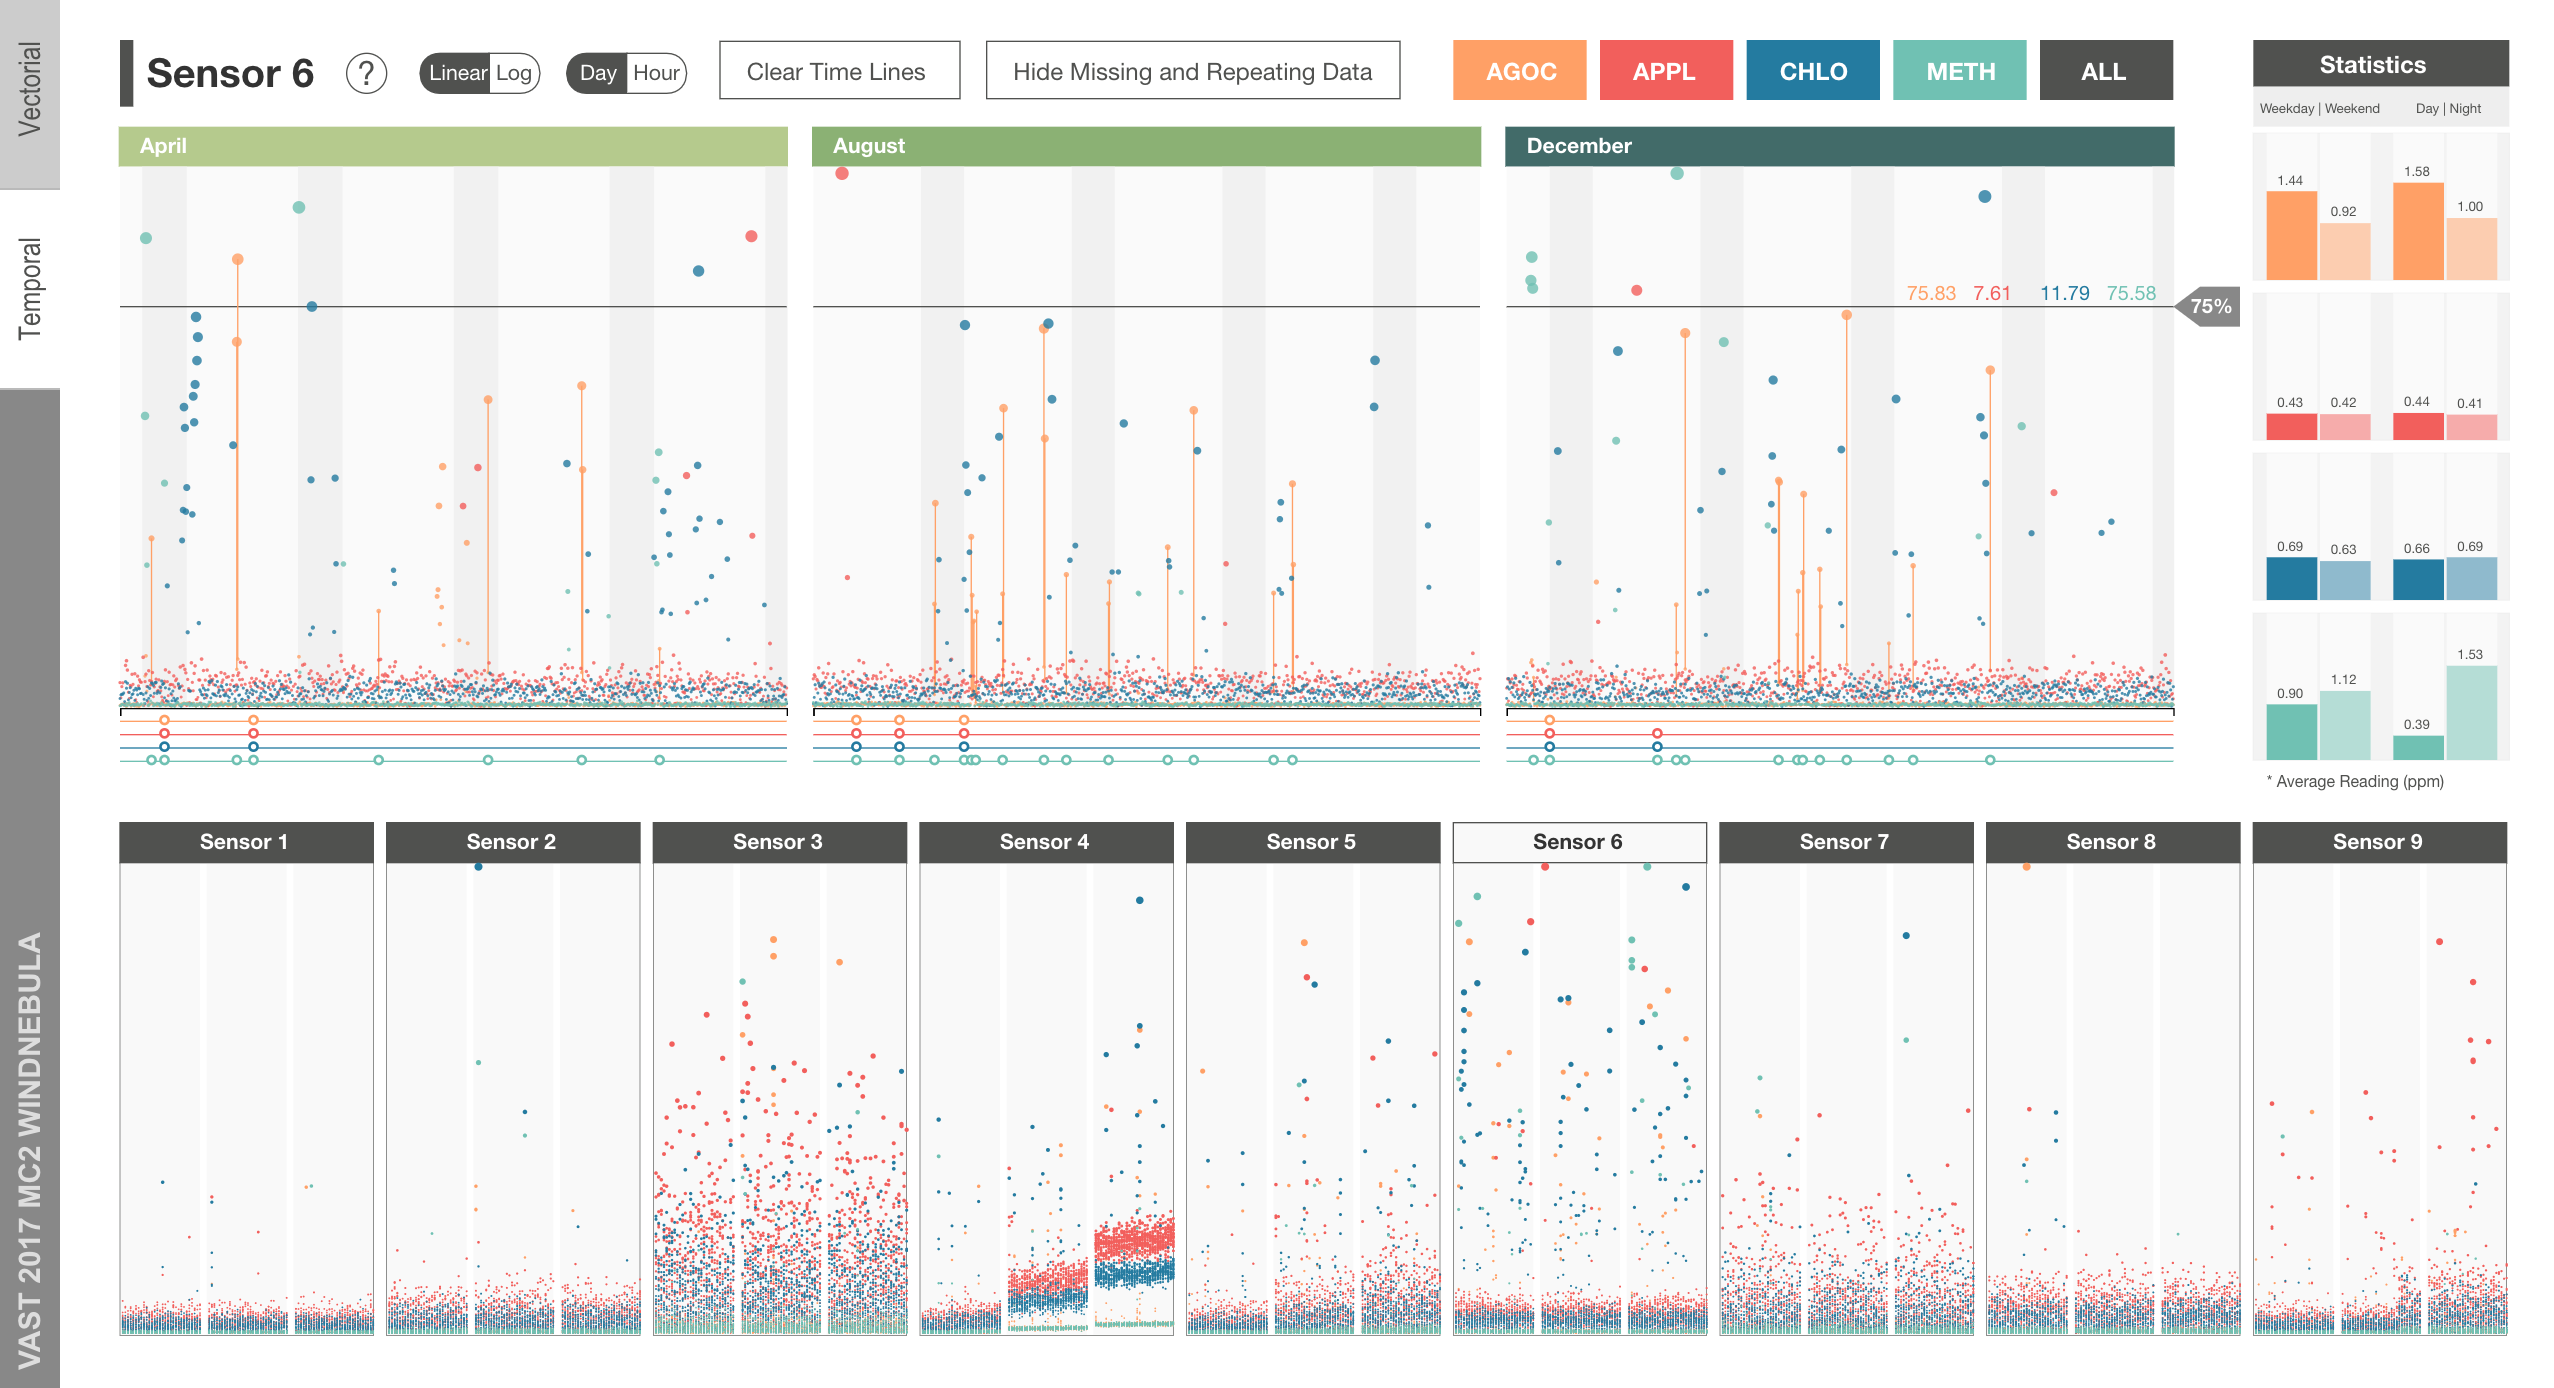 Vectorial
Temporal
VAST 2017 MC2 WINDNEBULA
Sensor 6
?
Linear Log
Day Hour
Clear Time Lines
Hide Missing and Repeating Data
AGOC
APPL
CHLO
METH
ALL
April
August
December
75.83 7.61 11.79 75.58
75%
Statistics
Weekday | Weekend Day | Night
1.44 0.92 1.58 1.00
0.43 0.42 0.44 0.41
0.69 0.63 0.66 0.69
0.90 1.12 0.39 1.53
* Average Reading (ppm)
Sensor 1
Sensor 2
Sensor 3
Sensor 4
Sensor 5
Sensor 6
Sensor 7
Sensor 8
Sensor 9